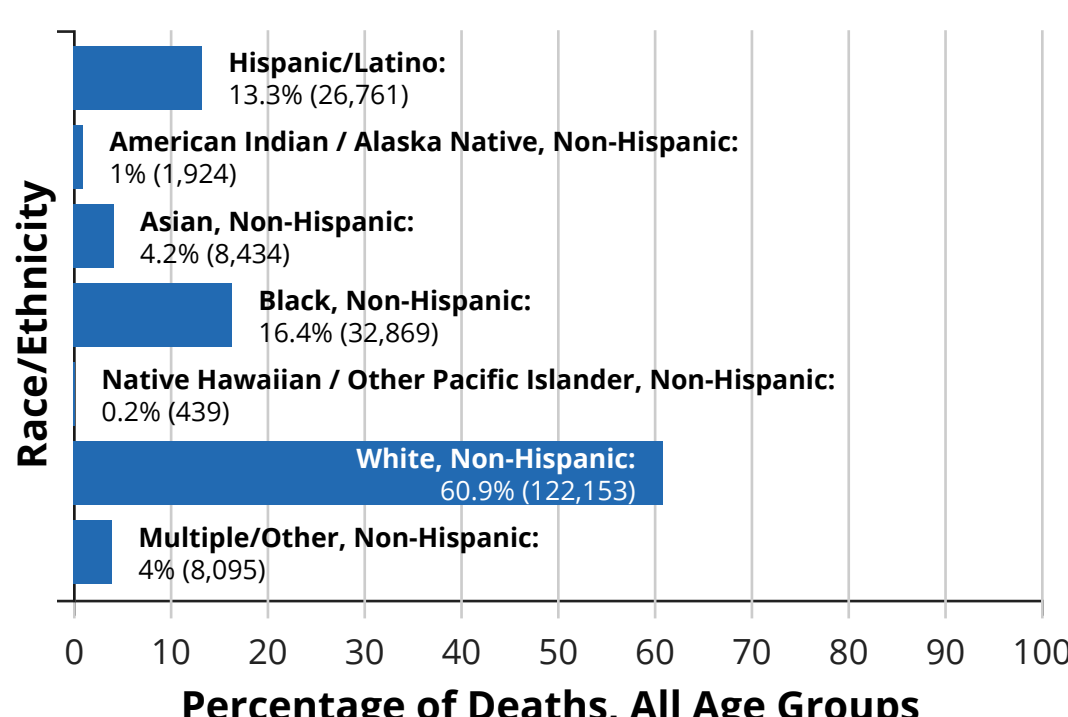 Race/Ethnicity
Hispanic/Latino:
13.3% (26,761)
American Indian / Alaska Native, Non-Hispanic:
1% (1,924)
Asian, Non-Hispanic:
4.2% (8,434)
Black, Non-Hispanic:
16.4% (32,869)
Native Hawaiian / Other Pacific Islander, Non-Hispanic:
0.2% (439)
White, Non-Hispanic:
60.9% (122,153)
Multiple/Other, Non-Hispanic:
4% (8,095)
0 10 20 30 40 50 60 70 80 90 100
Percentage of Deaths, All Age Groups